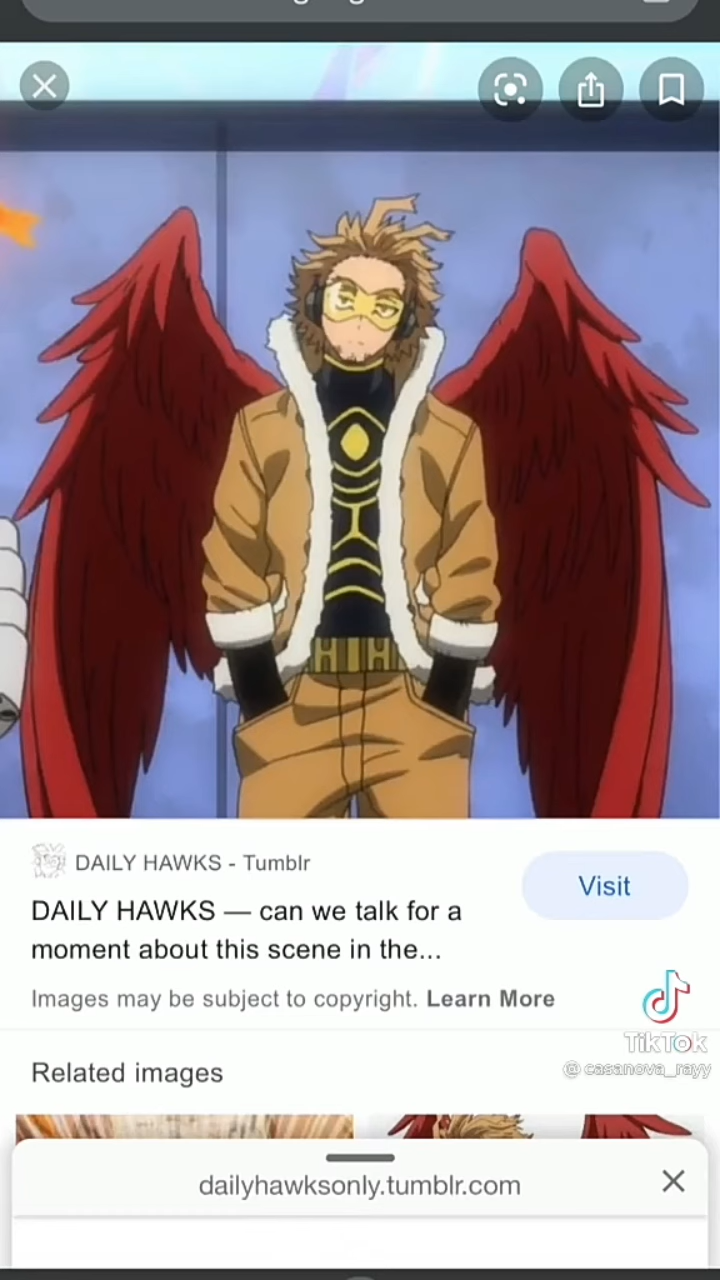 H H
DAILY HAWKS - Tumblr
Visit
DAILY HAWKS — can we talk for a
moment about this scene in the...
Images may be subject to copyright. Learn More
TikTok
@casanova_rayy
Related images
dailyhawksonly.tumblr.com